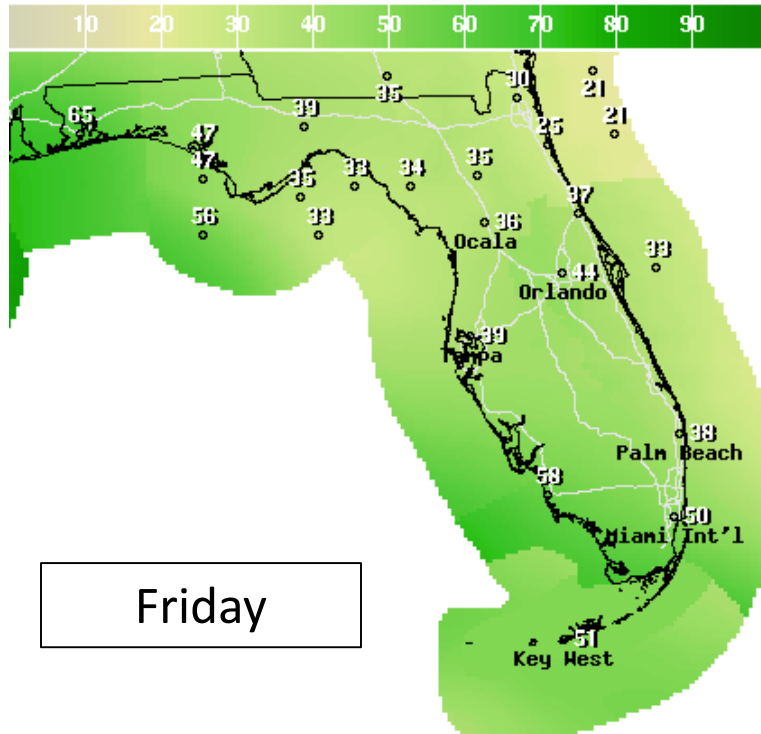 10 20 30 40 50 60 70 80 90
35 30 21
65 39 21
47 25
47 35 33 34 35
56 33 36 37
Ocala
44 33
Orlando
39
Tampa
38
Palm Beach
58
50
Miami Int'l
Friday
51
Key West